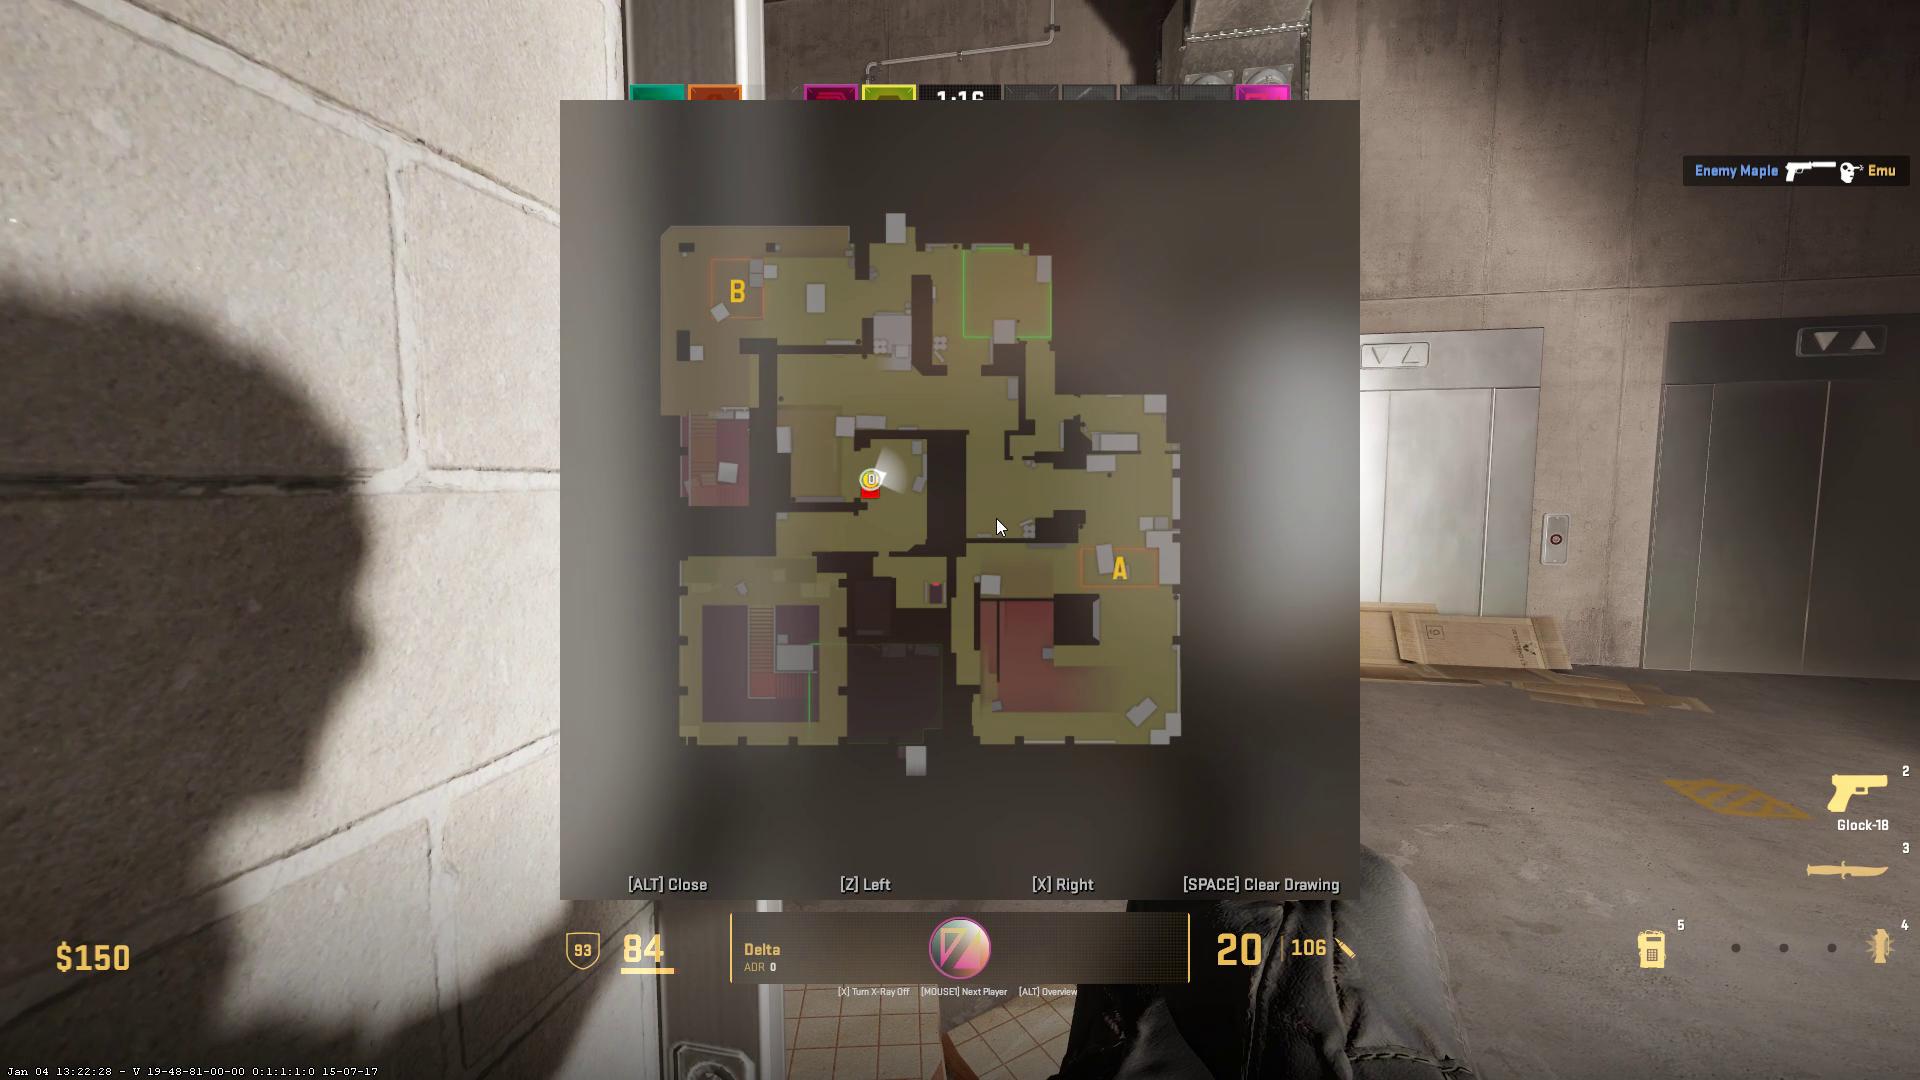 1:16
Enemy Maple Emu
B
A
2
Glock-18
3
[ALT] Close [Z] Left [X] Right [SPACE] Clear Drawing
$150
93 84
Delta
ADR 0
20 106
5
4
[X] Turn X-Ray Off [MOUSE1] Next Player [ALT] Overview
Jan 04 13:22:28 - V 19-48-81-00-00 0:1:1:1:0 15-07-17